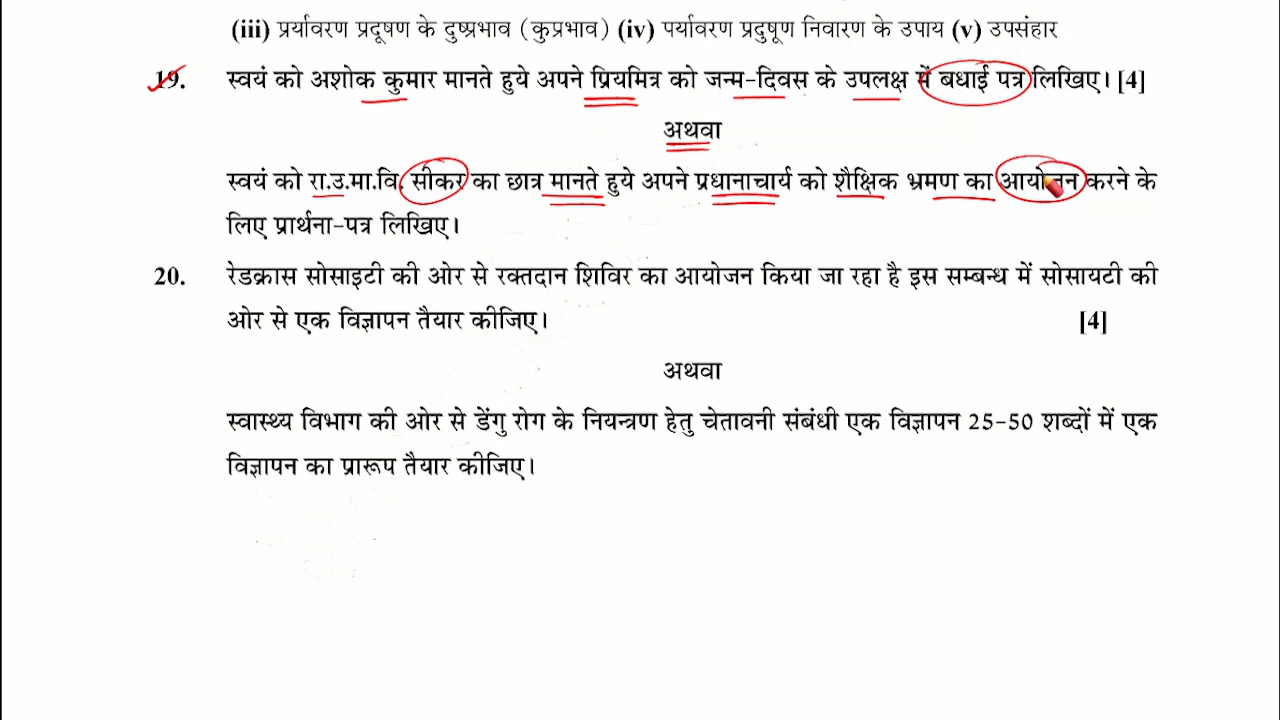 (iii) प्रर्यावरण प्रदूषण के दुष्प्रभाव (कुप्रभाव) (iv) पर्यावरण प्रदुषूण निवारण के उपाय (v) उपसंहार
19. स्वयं को अशोक कुमार मानते हुये अपने प्रियमित्र को जन्म-दिवस के उपलक्ष में बधाई पत्र लिखिए। [4]
अथवा
स्वयं को रा.उ.मा.वि. सीकर का छात्र मानते हुये अपने प्रधानाचार्य को शैक्षिक भ्रमण का आयोजन करने के
लिए प्रार्थना-पत्र लिखिए।
20. रेडक्रास सोसाइटी की ओर से रक्तदान शिविर का आयोजन किया जा रहा है इस सम्बन्ध में सोसायटी की
ओर से एक विज्ञापन तैयार कीजिए। [4]
अथवा
स्वास्थ्य विभाग की ओर से डेंगु रोग के नियन्त्रण हेतु चेतावनी संबंधी एक विज्ञापन 25-50 शब्दों में एक
विज्ञापन का प्रारूप तैयार कीजिए।